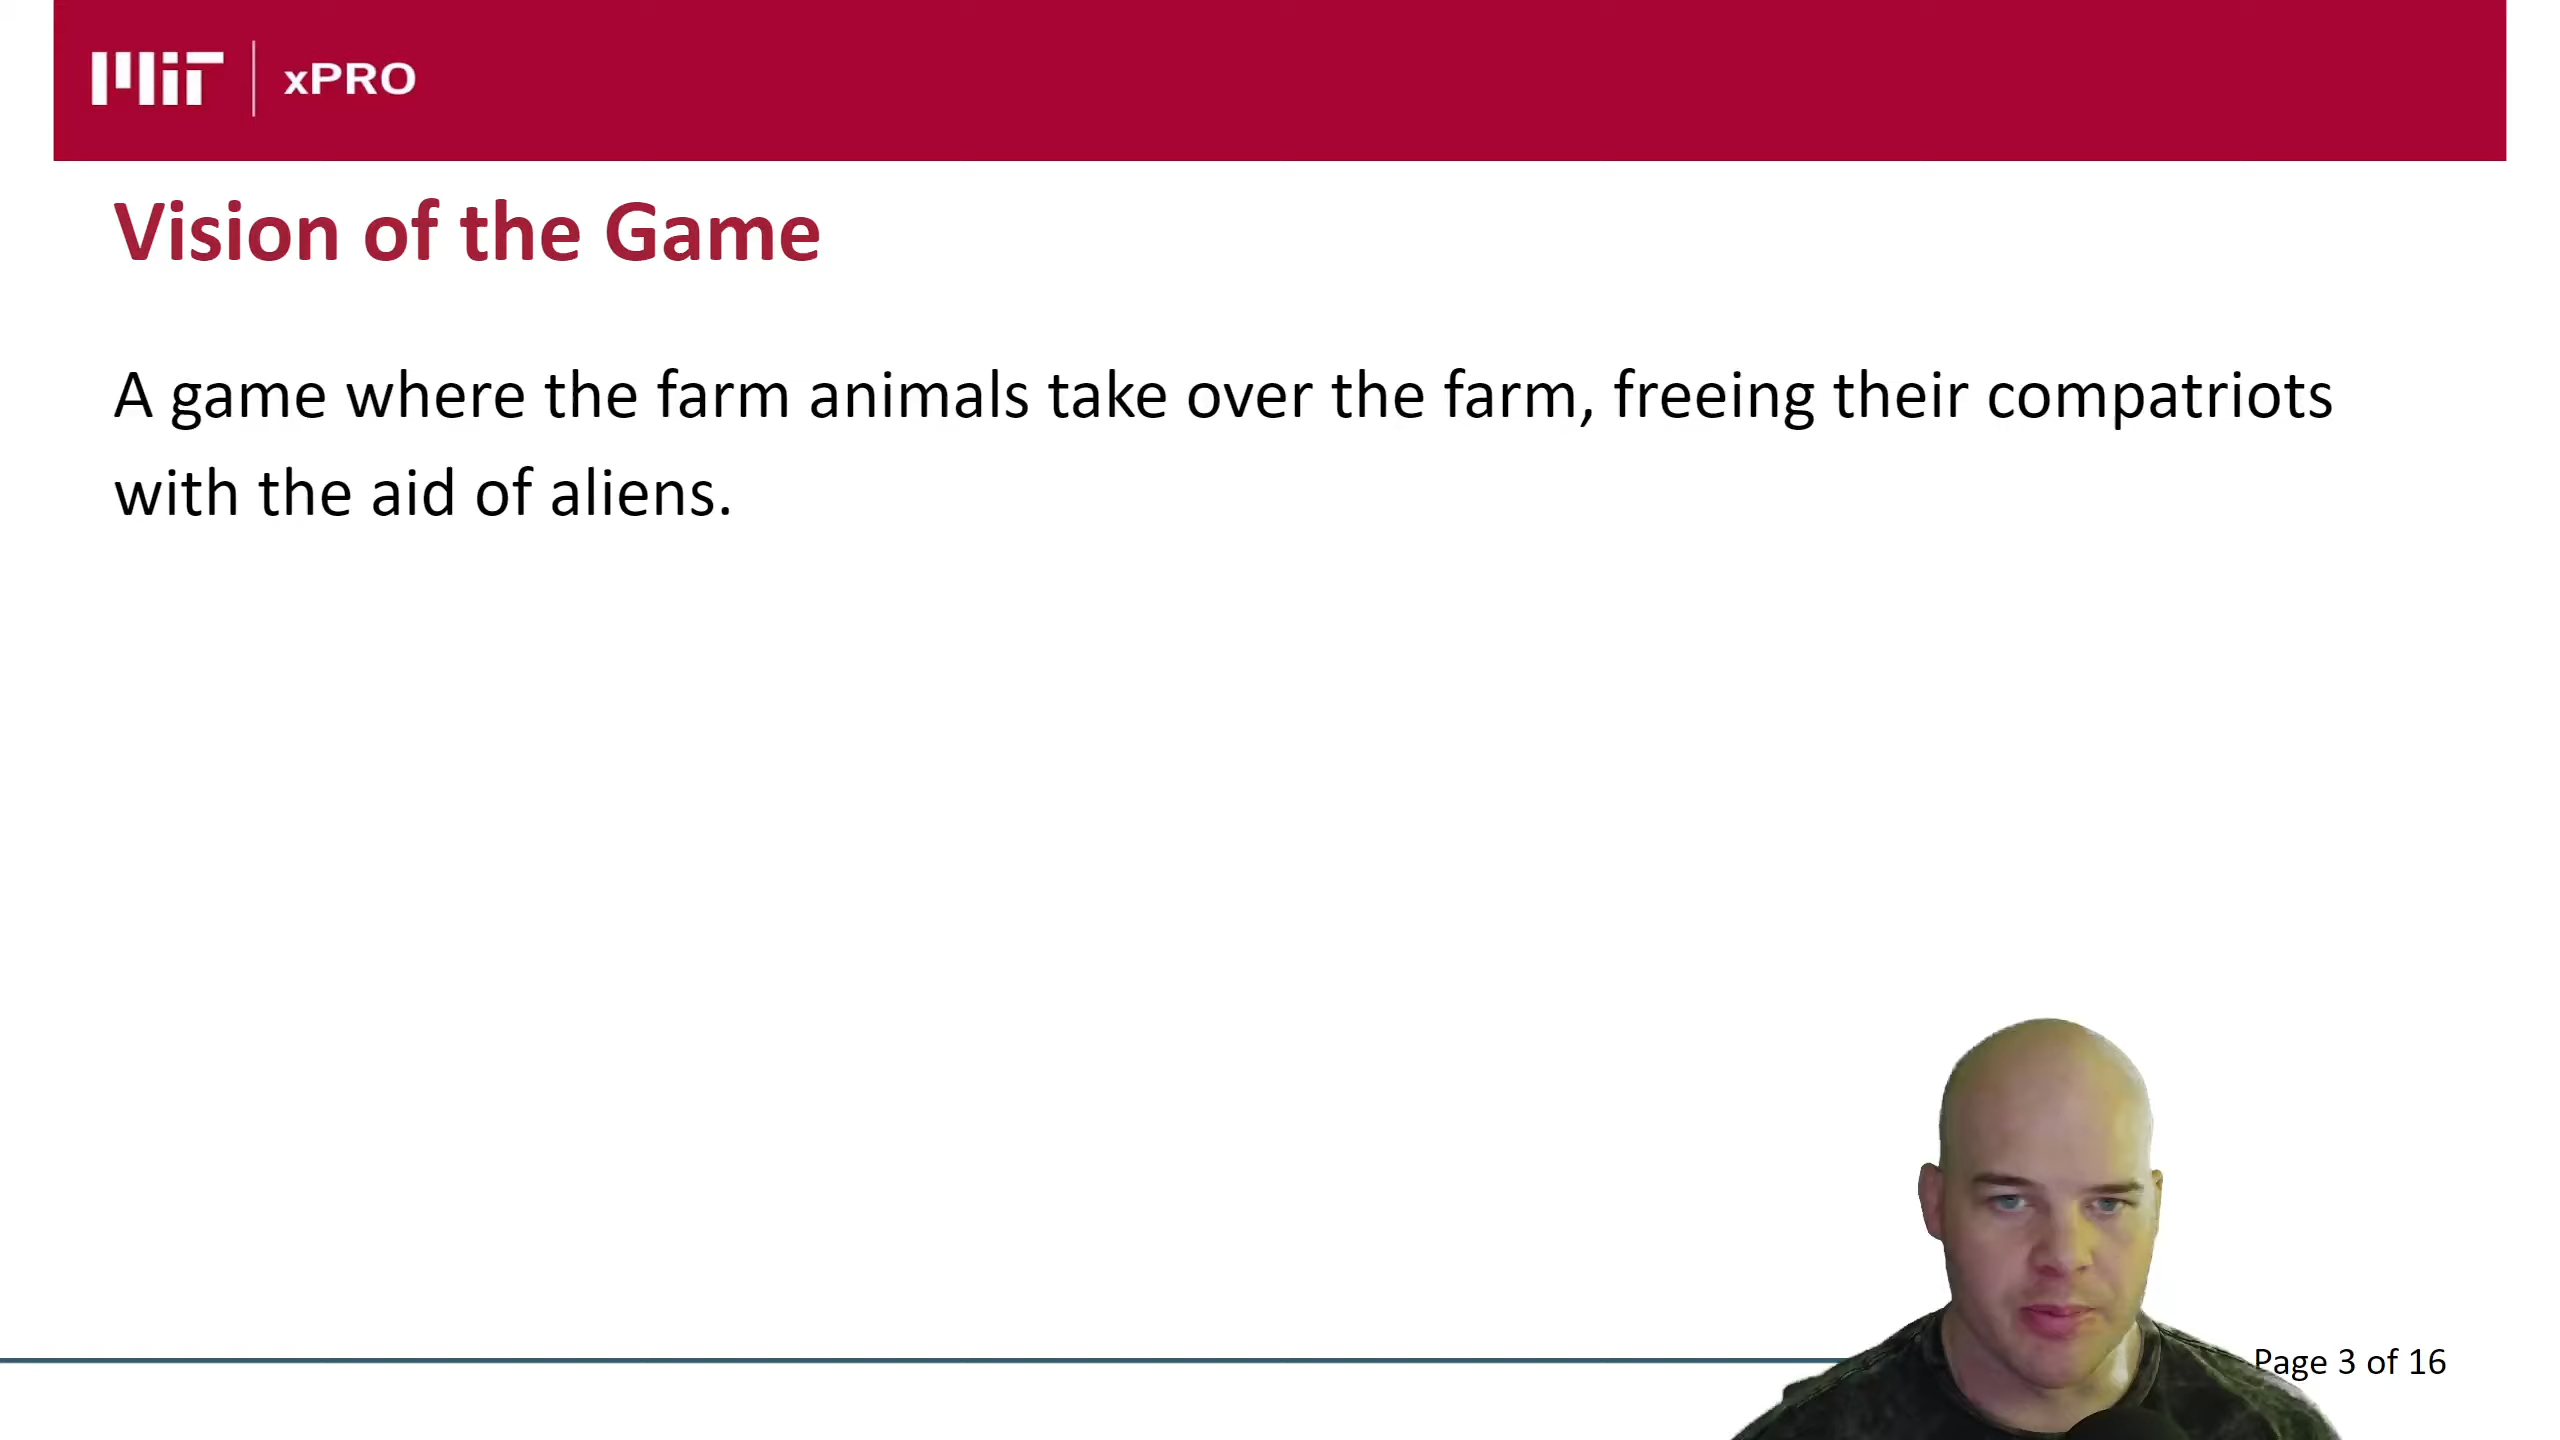 MIT xPRO
Vision of the Game
A game where the farm animals take over the farm, freeing their compatriots
with the aid of aliens.
Page 3 of 16